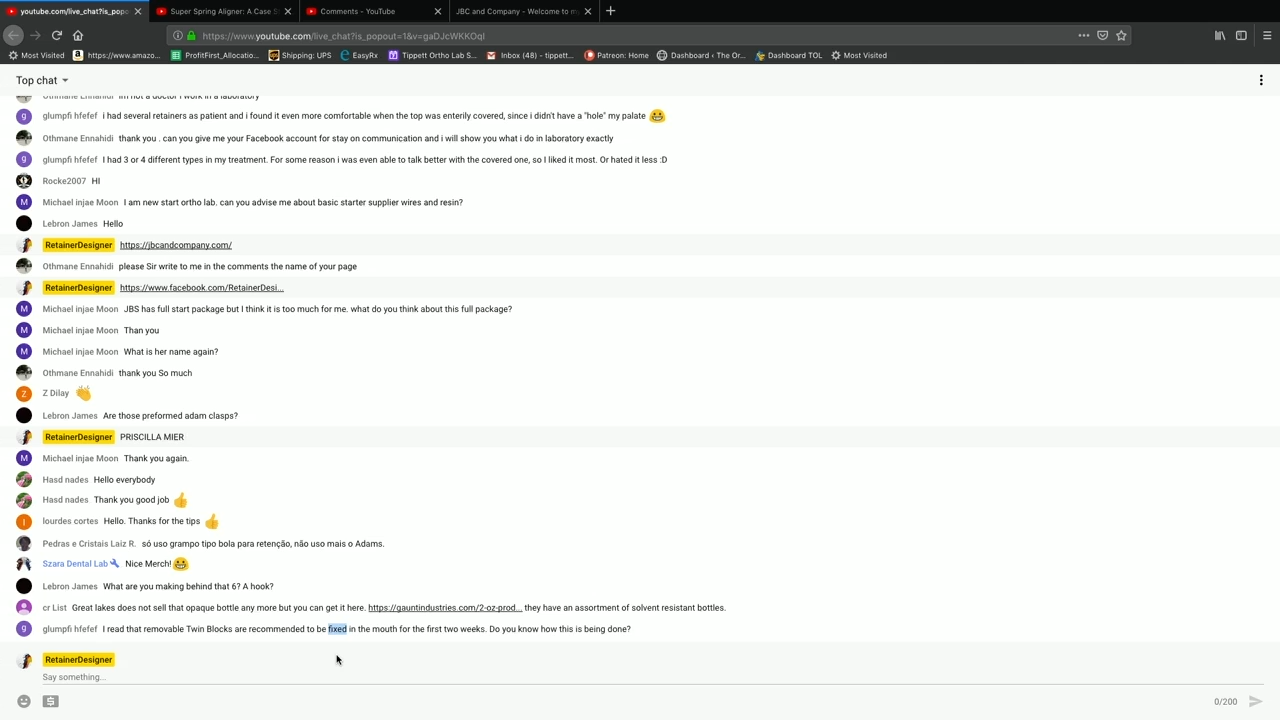 youtube.com/live_chat?is_popo
Super Spring Aligner: A Case S
Comments - YouTube
JBC and Company - Welcome to m
https://www.youtube.com/live_chat?is_popout=1&v=gaDJcWKKOqI
Most Visited
https://www.amazo...
ProfitFirst_Allocatio...
Shipping: UPS
EasyRx
Tippett Ortho Lab S...
Inbox (48) - tippett...
Patreon: Home
Dashboard ‹ The Or...
Dashboard TOL
Most Visited
Top chat
Othmane Ennahidi im not a doctor i work in a laboratory
glumpfi hfefef i had several retainers as patient and i found it even more comfortable when the top was enterily covered, since i didn't have a "hole" my palate
Othmane Ennahidi thank you . can you give me your Facebook account for stay on communication and i will show you what i do in laboratory exactly
glumpfi hfefef I had 3 or 4 different types in my treatment. For some reason i was even able to talk better with the covered one, so I liked it most. Or hated it less :D
Rocke2007 HI
Michael injae Moon I am new start ortho lab. can you advise me about basic starter supplier wires and resin?
Lebron James Hello
RetainerDesigner https://jbcandcompany.com/
Othmane Ennahidi please Sir write to me in the comments the name of your page
RetainerDesigner https://www.facebook.com/RetainerDesi...
Michael injae Moon JBS has full start package but I think it is too much for me. what do you think about this full package?
Michael injae Moon Than you
Michael injae Moon What is her name again?
Othmane Ennahidi thank you So much
Z Dilay
Lebron James Are those preformed adam clasps?
RetainerDesigner PRISCILLA MIER
Michael injae Moon Thank you again.
Hasd nades Hello everybody
Hasd nades Thank you good job
lourdes cortes Hello. Thanks for the tips
Pedras e Cristais Laiz R. só uso grampo tipo bola para retenção, não uso mais o Adams.
Szara Dental Lab Nice Merch!
Lebron James What are you making behind that 6? A hook?
cr List Great lakes does not sell that opaque bottle any more but you can get it here. https://gauntindustries.com/2-oz-prod... they have an assortment of solvent resistant bottles.
glumpfi hfefef I read that removable Twin Blocks are recommended to be fixed in the mouth for the first two weeks. Do you know how this is being done?
RetainerDesigner
Say something...
0/200